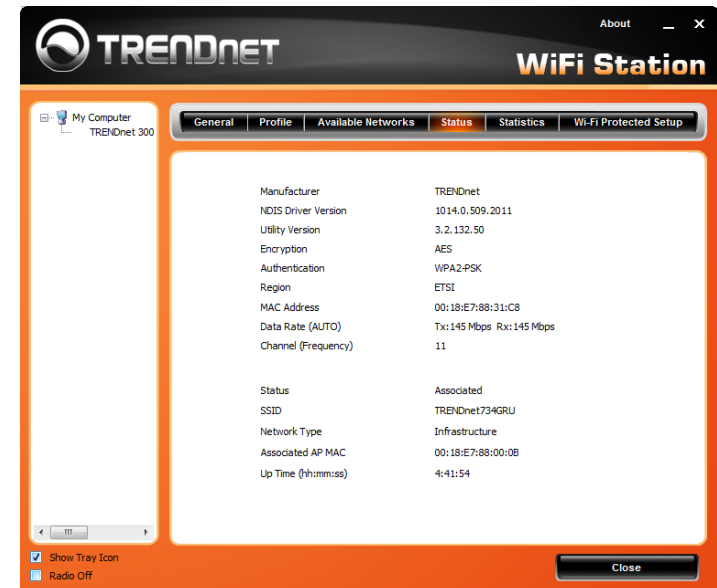 About
TRENDnet
WiFi Station
My Computer
TRENDnet 300
General Profile Available Networks Status Statistics Wi-Fi Protected Setup
Manufacturer TRENDnet
NDIS Driver Version 1014.0.509.2011
Utility Version 3.2.132.50
Encryption AES
Authentication WPA2-PSK
Region ETSI
MAC Address 00:18:E7:88:31:C8
Data Rate (AUTO) Tx:145 Mbps Rx:145 Mbps
Channel (Frequency) 11
Status Associated
SSID TRENDnet734GRU
Network Type Infrastructure
Associated AP MAC 00:18:E7:88:00:0B
Up Time (hh:mm:ss) 4:41:54
Show Tray Icon
Radio Off
Close